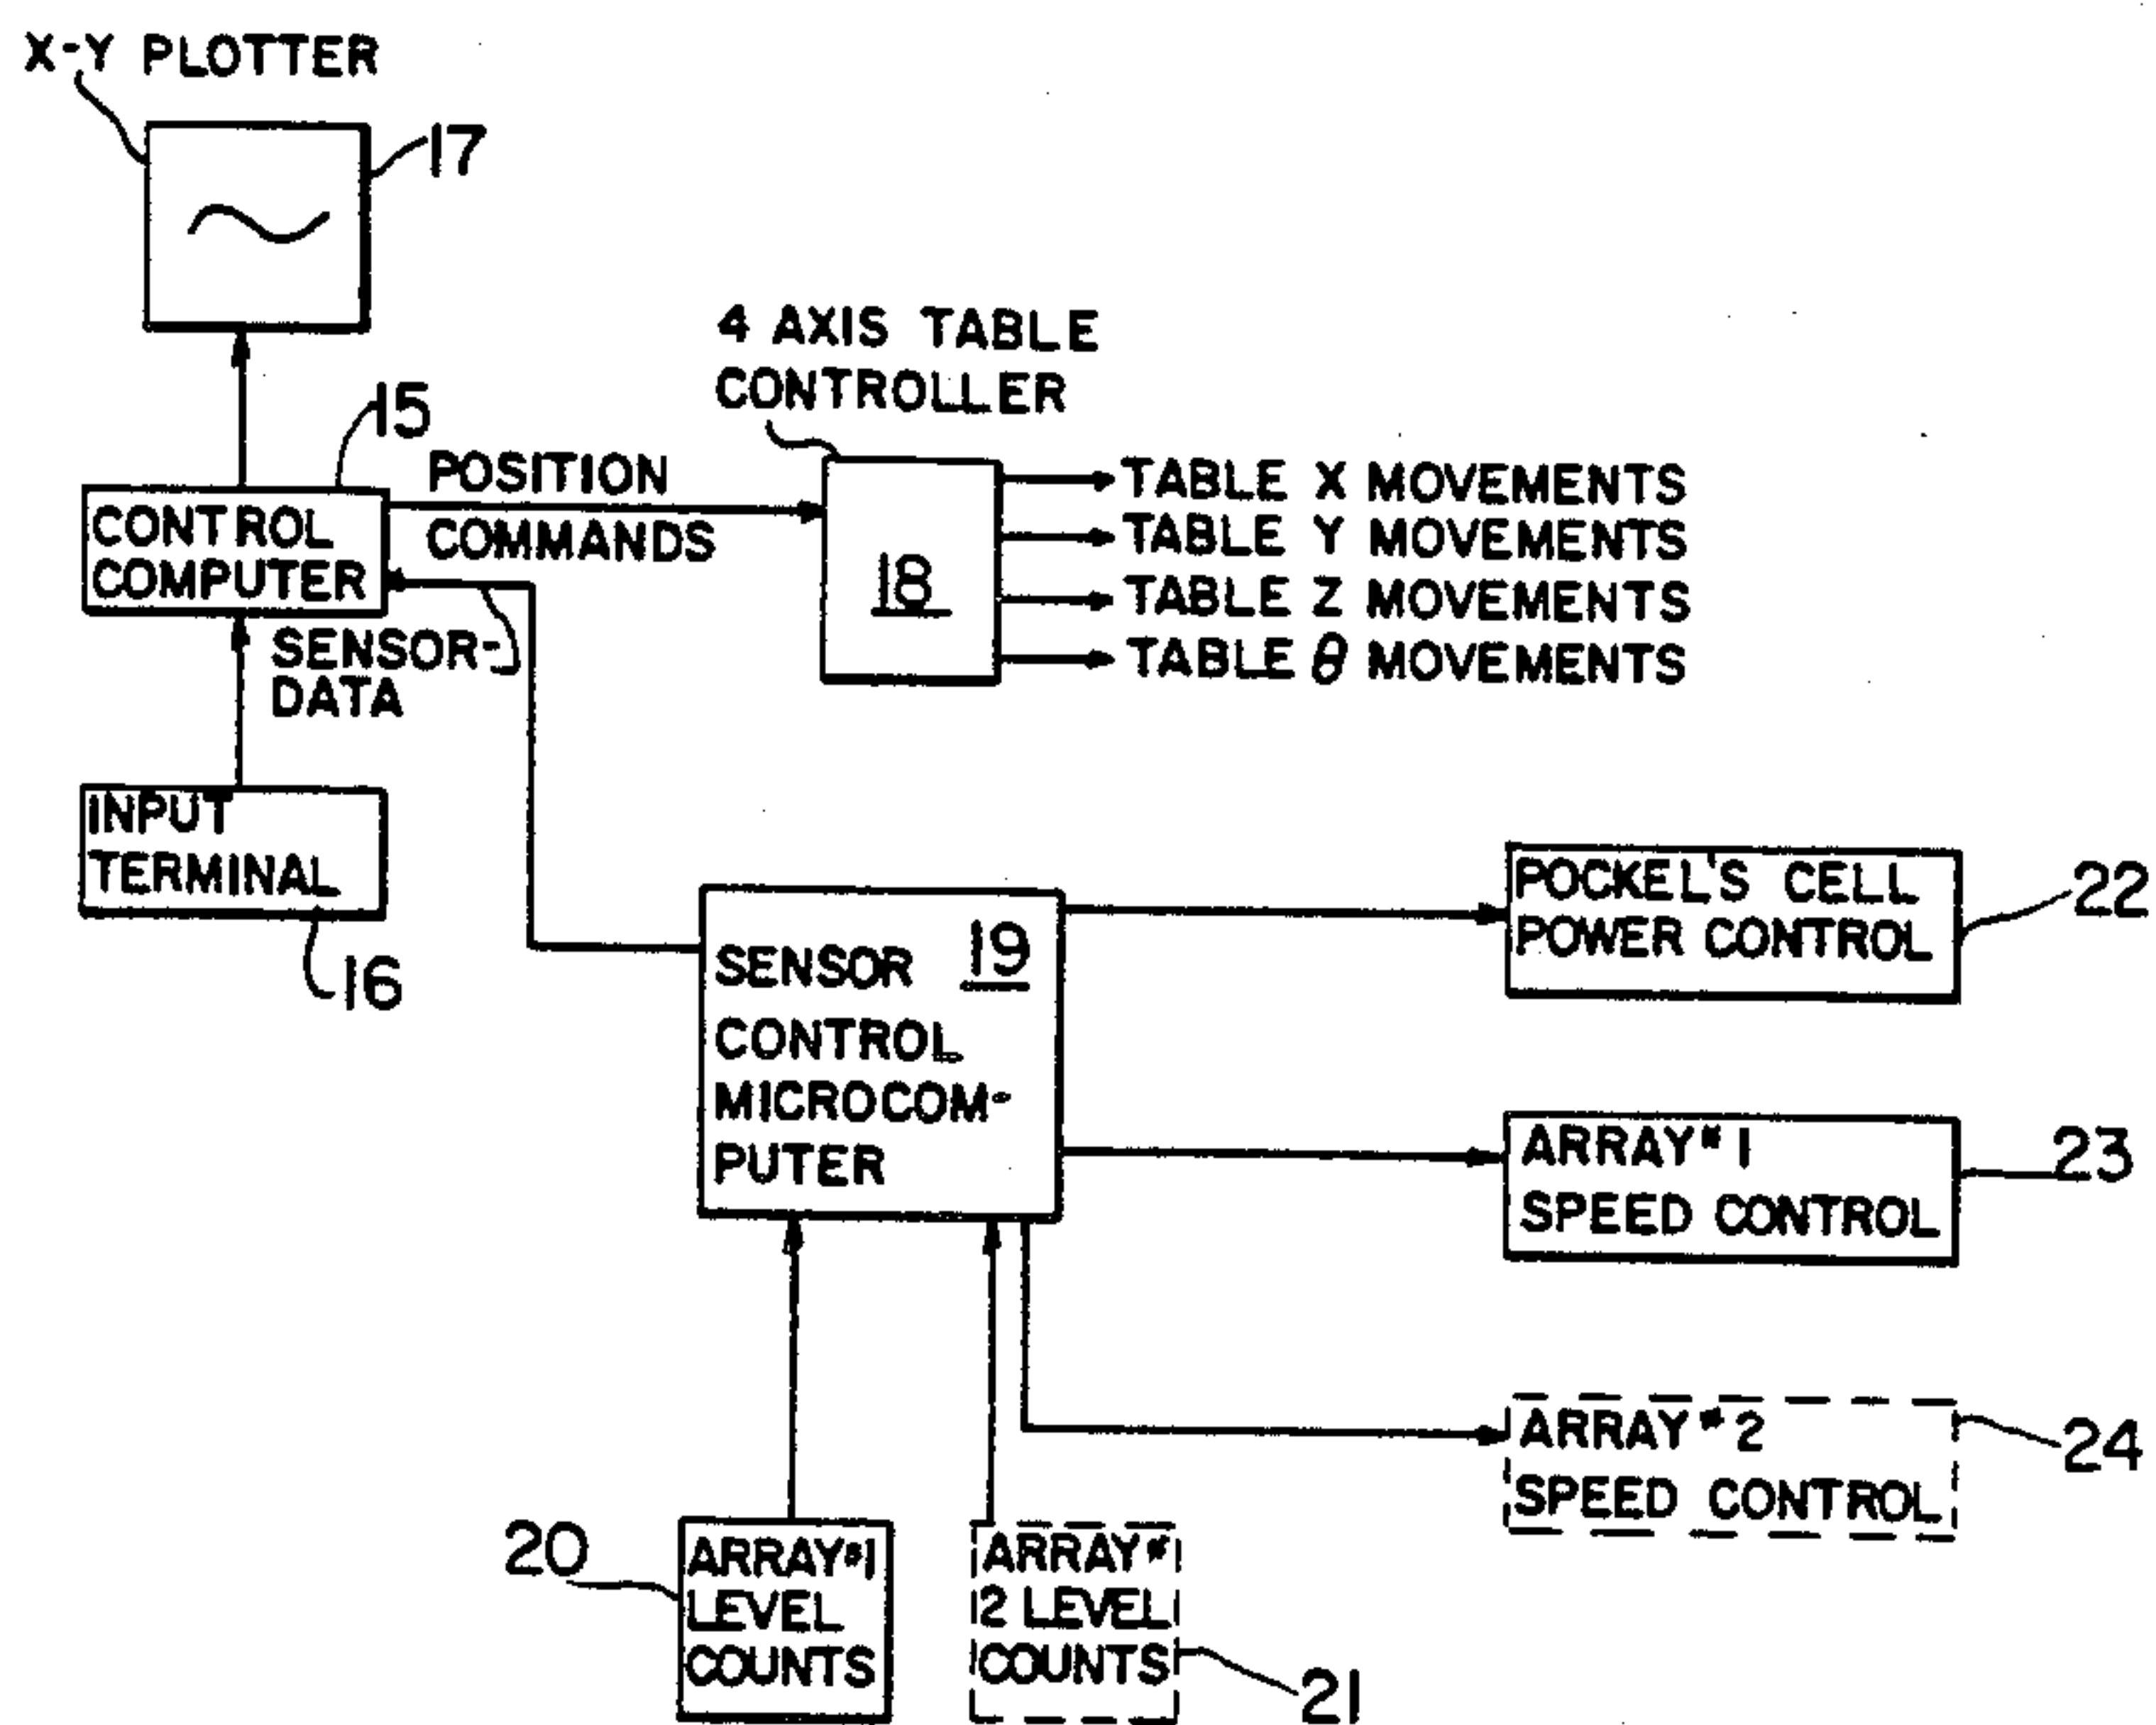 X-Y PLOTTER
17
15
CONTROL
COMPUTER
POSITION
COMMANDS
SENSOR-
DATA
4 AXIS TABLE
CONTROLLER
18
TABLE X MOVEMENTS
TABLE Y MOVEMENTS
TABLE Z MOVEMENTS
TABLE θ MOVEMENTS
INPUT
TERMINAL
16
SENSOR 19
CONTROL
MICROCOM-
PUTER
POCKEL'S CELL
POWER CONTROL
22
ARRAY #1
SPEED CONTROL
23
ARRAY #2
SPEED CONTROL
24
20
ARRAY #1
LEVEL
COUNTS
ARRAY #
2 LEVEL
COUNTS
21